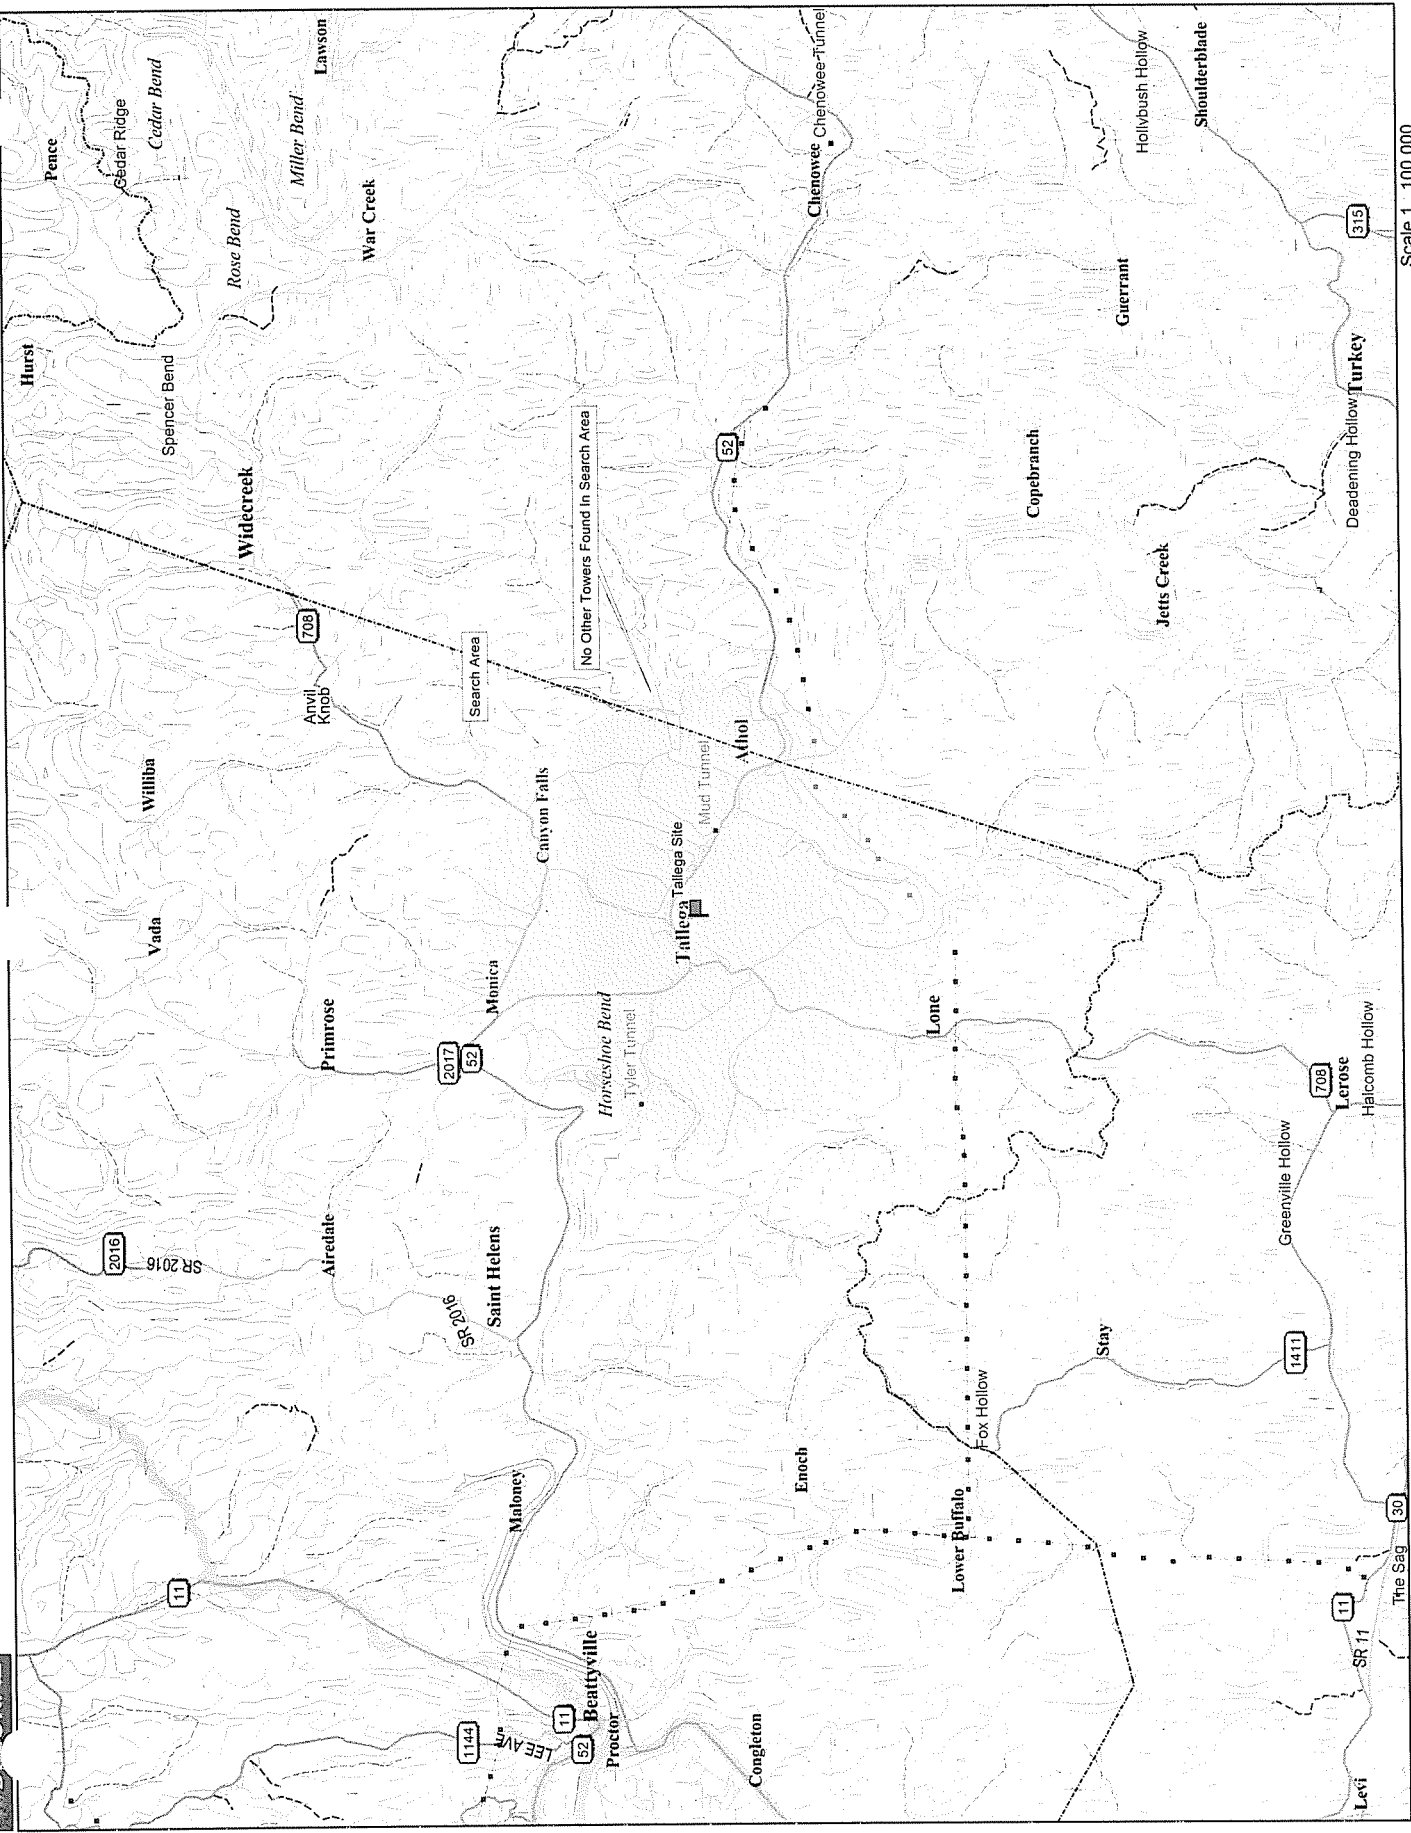 Hurst
Pence
Cedar Ridge
Cedar Bend
Lawson
Spencer Bend
Rose Bend
Miller Bend
War Creek
Widecreek
708
Anvil
Knob
Williba
Vada
Search Area
No Other Towers Found In Search Area
Canyon Falls
Primrose
Monica
2017
52
2016
SR 2016
Airedale
SR 2016
Saint Helens
Horseshoe Bend
Tyler Tunnel
Tallega
Tallega Site
Mud Tunnel
Athol
52
Chenowee
Chenowee-Tunnel
Hollybush Hollow
Shoulderblade
Guerrant
315
Turkey
Deadening Hollow
Copebranch
Jetts Creek
Lone
708
Lerose
Halcomb Hollow
Greenville Hollow
1411
Stay
Fox Hollow
Enoch
Lower Buffalo
Maloney
11
Beattyville
11
52
Proctor
1144
LEE AVE
Congleton
30
The Sag
11
SR 11
Levi
Scale 1 100,000